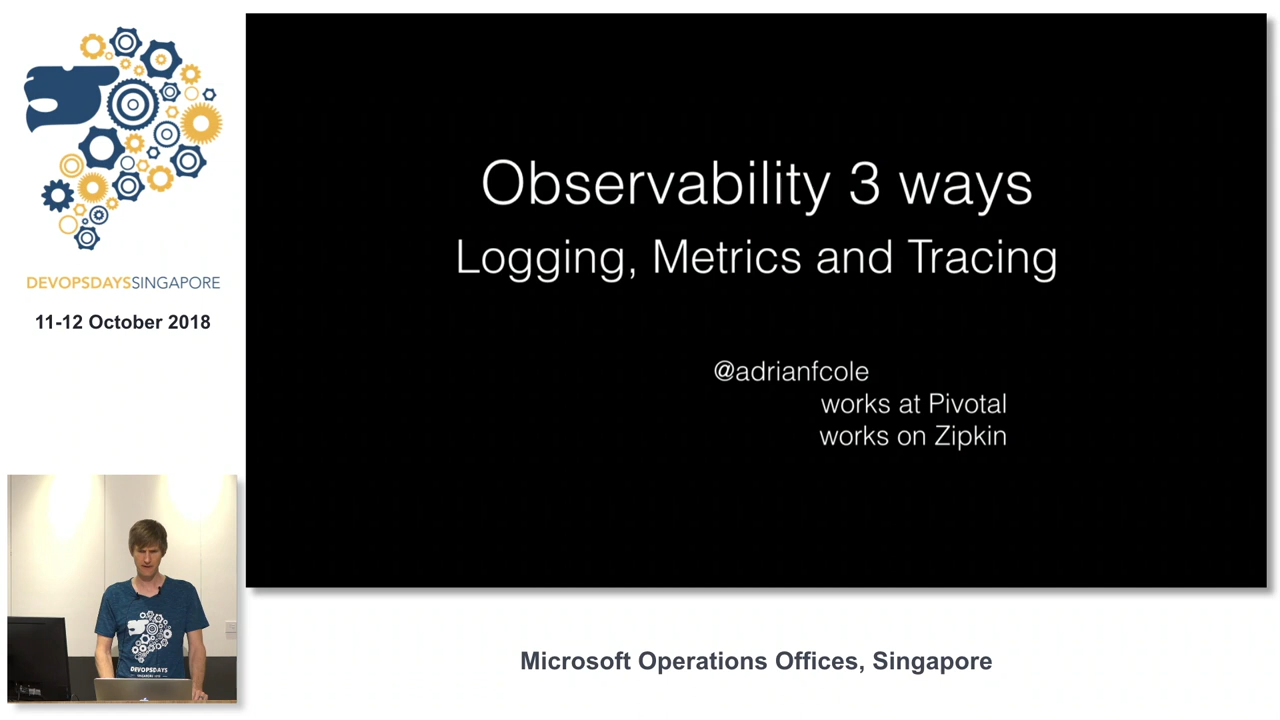 DEVOPSDAYSSINGAPORE
11-12 October 2018
Observability 3 ways
Logging, Metrics and Tracing
@adrianfcole
works at Pivotal
works on Zipkin
DEVOPSDAYS
Microsoft Operations Offices, Singapore